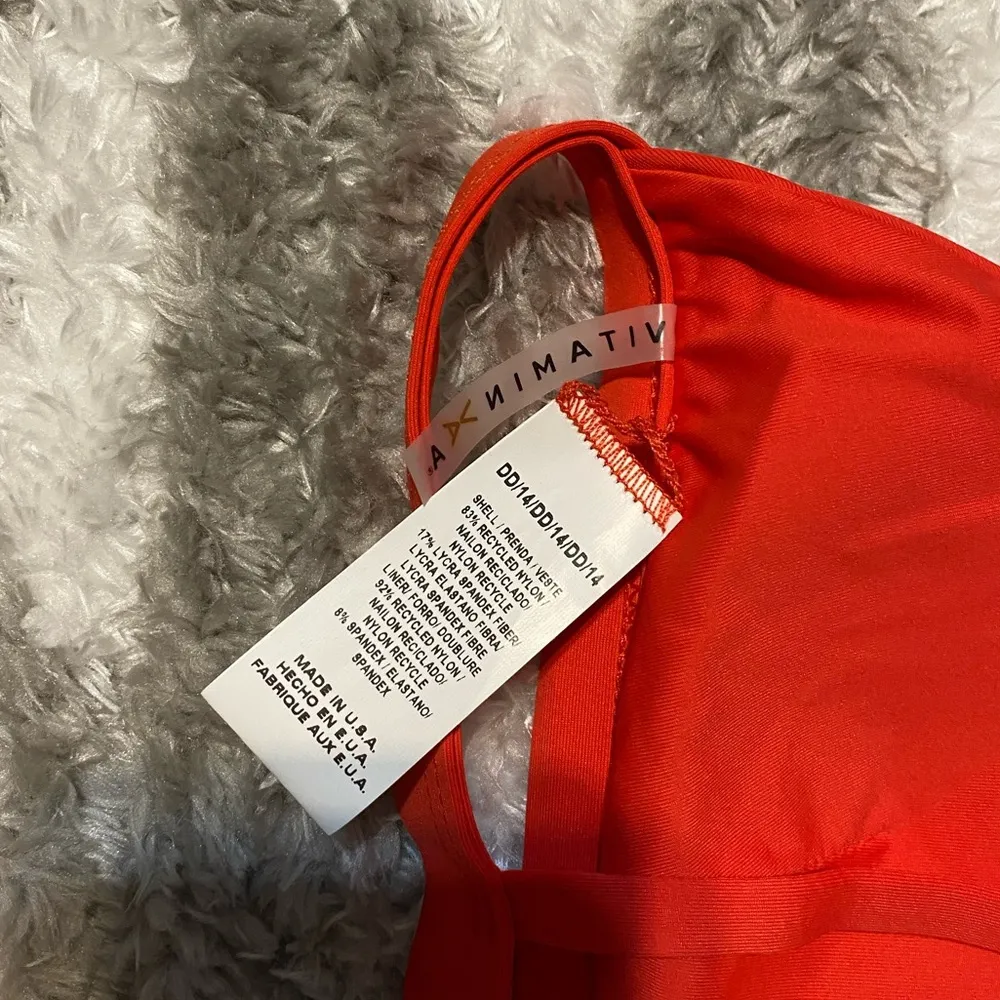 VITAMIN A®
DD/14/DD/14/DD/14
SHELL / PRENDA / VESTE
83% RECYCLED NYLON /
NAILON RECICLADO/
NYLON RECYCLE
17% LYCRA SPANDEX FIBER/
LYCRA ELASTANO FIBRA/
LYCRA SPANDEX FIBRE
LINER/ FORRO/ DOUBLURE
92% RECYCLED NYLON /
NAILON RECICLADO/
NYLON RECYCLE
8% SPANDEX / ELASTANO/
SPANDEX
MADE IN U.S.A.
HECHO EN E.U.A.
FABRIQUE AUX E.U.A.